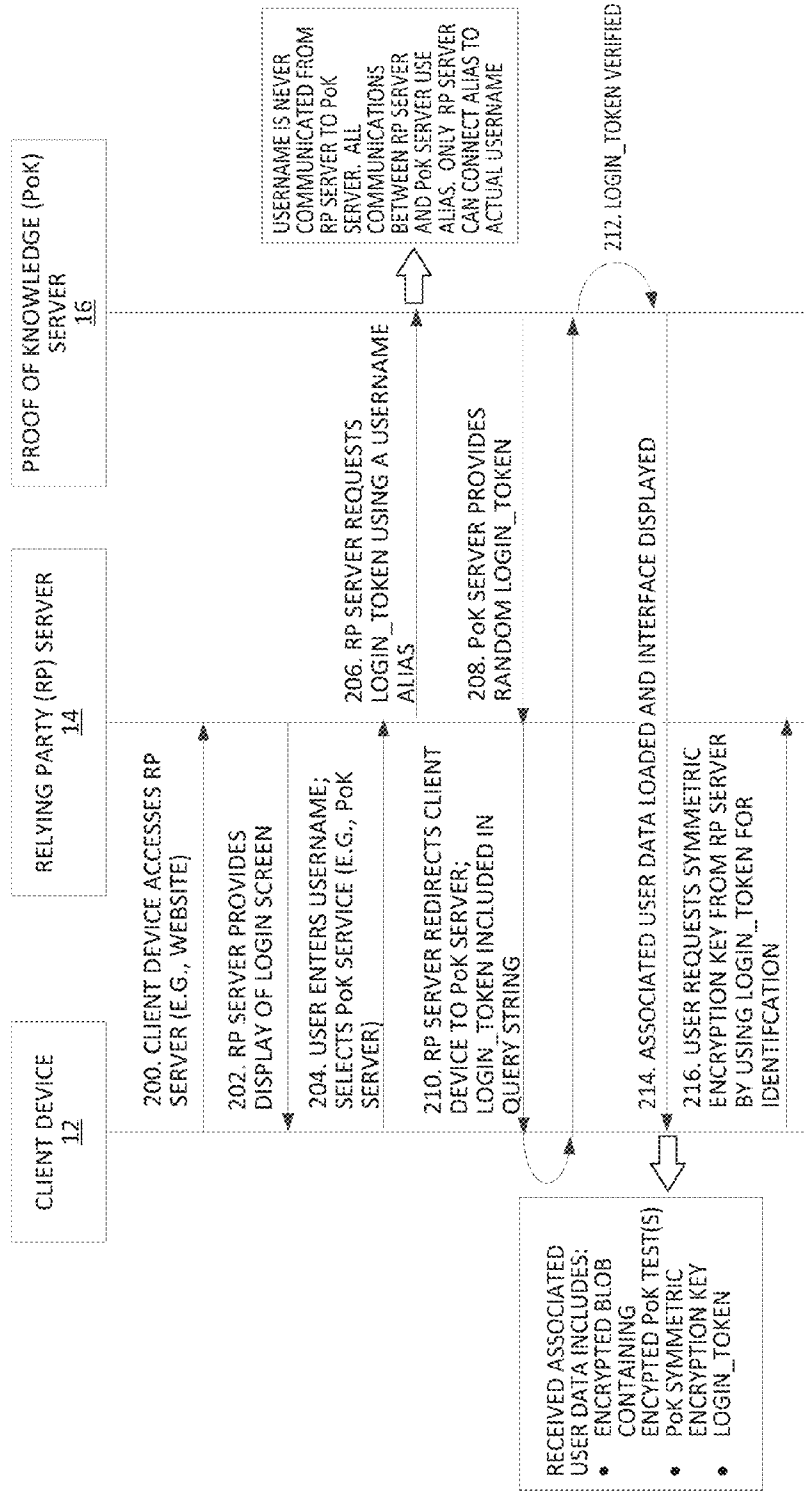 CLIENT DEVICE
12
RELYING PARTY (RP) SERVER
14
PROOF OF KNOWLEDGE (PoK)
SERVER
16
200. CLIENT DEVICE ACCESSES RP
SERVER (E.G., WEBSITE)
202. RP SERVER PROVIDES
DISPLAY OF LOGIN SCREEN
204. USER ENTERS USERNAME;
SELECTS PoK SERVICE (E.G., PoK
SERVER)
206. RP SERVER REQUESTS
LOGIN_TOKEN USING A USERNAME
ALIAS
USERNAME IS NEVER
COMMUNICATED FROM
RP SERVER TO PoK
SERVER. ALL
COMMUNICATIONS
BETWEEN RP SERVER
AND PoK SERVER USE
ALIAS. ONLY RP SERVER
CAN CONNECT ALIAS TO
ACTUAL USERNAME
208. PoK SERVER PROVIDES
RANDOM LOGIN_TOKEN
210. RP SERVER REDIRECTS CLIENT
DEVICE TO PoK SERVER;
LOGIN_TOKEN INCLUDED IN
QUERY STRING
212. LOGIN_TOKEN VERIFIED
214. ASSOCIATED USER DATA LOADED AND INTERFACE DISPLAYED
RECEIVED ASSOCIATED
USER DATA INCLUDES:
• ENCRYPTED BLOB
CONTAINING
ENCYPTED PoK TEST(S)
• PoK SYMMETRIC
ENCRYPTION KEY
• LOGIN_TOKEN
216. USER REQUESTS SYMMETRIC
ENCRYPTION KEY FROM RP SERVER
BY USING LOGIN_TOKEN FOR
IDENTIFCATION